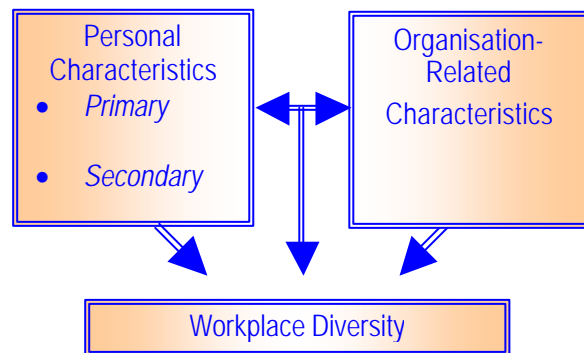 Personal
Characteristics
• Primary
• Secondary
Organisation-
Related
Characteristics
Workplace Diversity